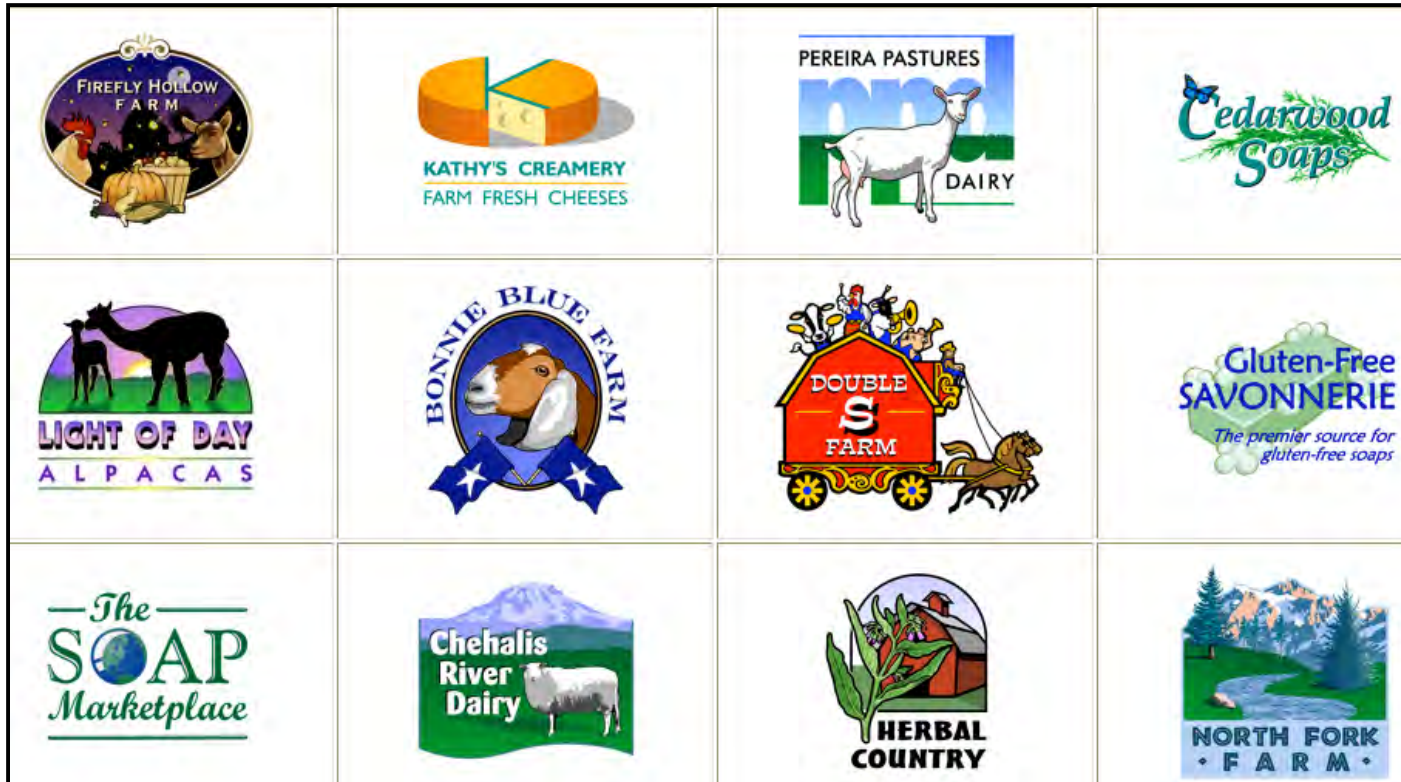 FIREFLY HOLLOW
FARM
KATHY'S CREAMERY
FARM FRESH CHEESES
PEREIRA PASTURES
ppd
DAIRY
Cedarwood
Soaps
LIGHT OF DAY
ALPACAS
BONNIE BLUE FARM
DOUBLE
S
FARM
Gluten-Free
SAVONNERIE
The premier source for
gluten-free soaps
The
SOAP
Marketplace
Chehalis
River
Dairy
HERBAL
COUNTRY
NORTH FORK
• FARM •